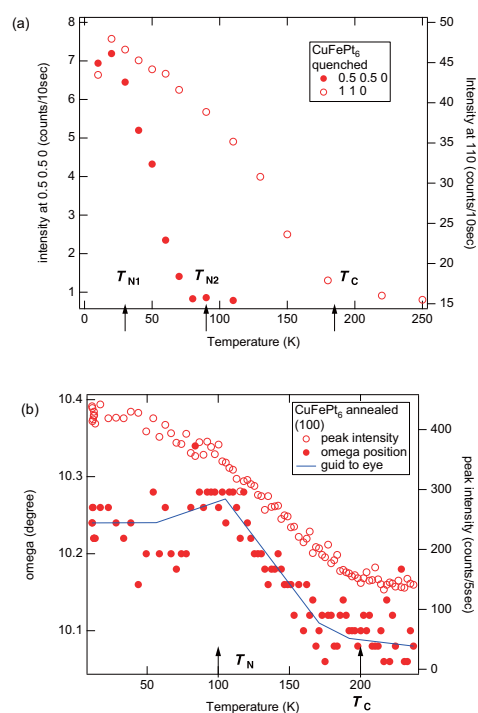 (a)
CuFePt6
quenched
0.5 0.5 0
1 1 0
intensity at 0.5 0.5 0 (counts/10sec)
8
7
6
5
4
3
2
1
Intensity at 110 (counts/10sec)
50
45
40
35
30
25
20
15
TN1
TN2
TC
0
50
100
150
200
250
Temperature (K)
(b)
CuFePt6 annealed
(100)
peak intensity
omega position
guid to eye
omega (degree)
10.4
10.3
10.2
10.1
peak intensity (counts/5sec)
400
300
200
100
0
TN
TC
50
100
150
200
Temperature (K)